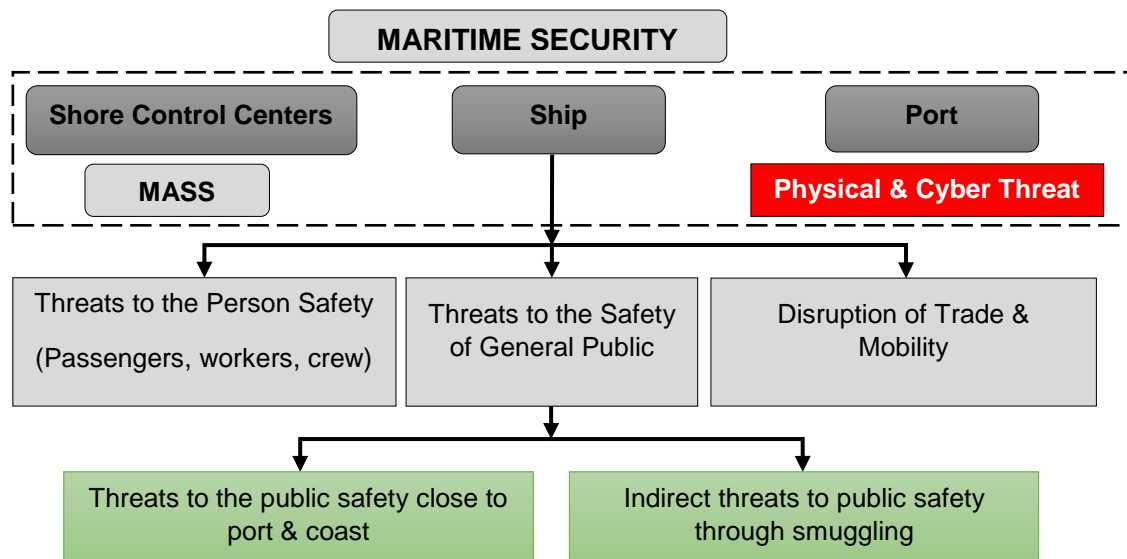 MARITIME SECURITY
Shore Control Centers
Ship
Port
MASS
Physical & Cyber Threat
Threats to the Person Safety
(Passengers, workers, crew)
Threats to the Safety
of General Public
Disruption of Trade &
Mobility
Threats to the public safety close to
port & coast
Indirect threats to public safety
through smuggling